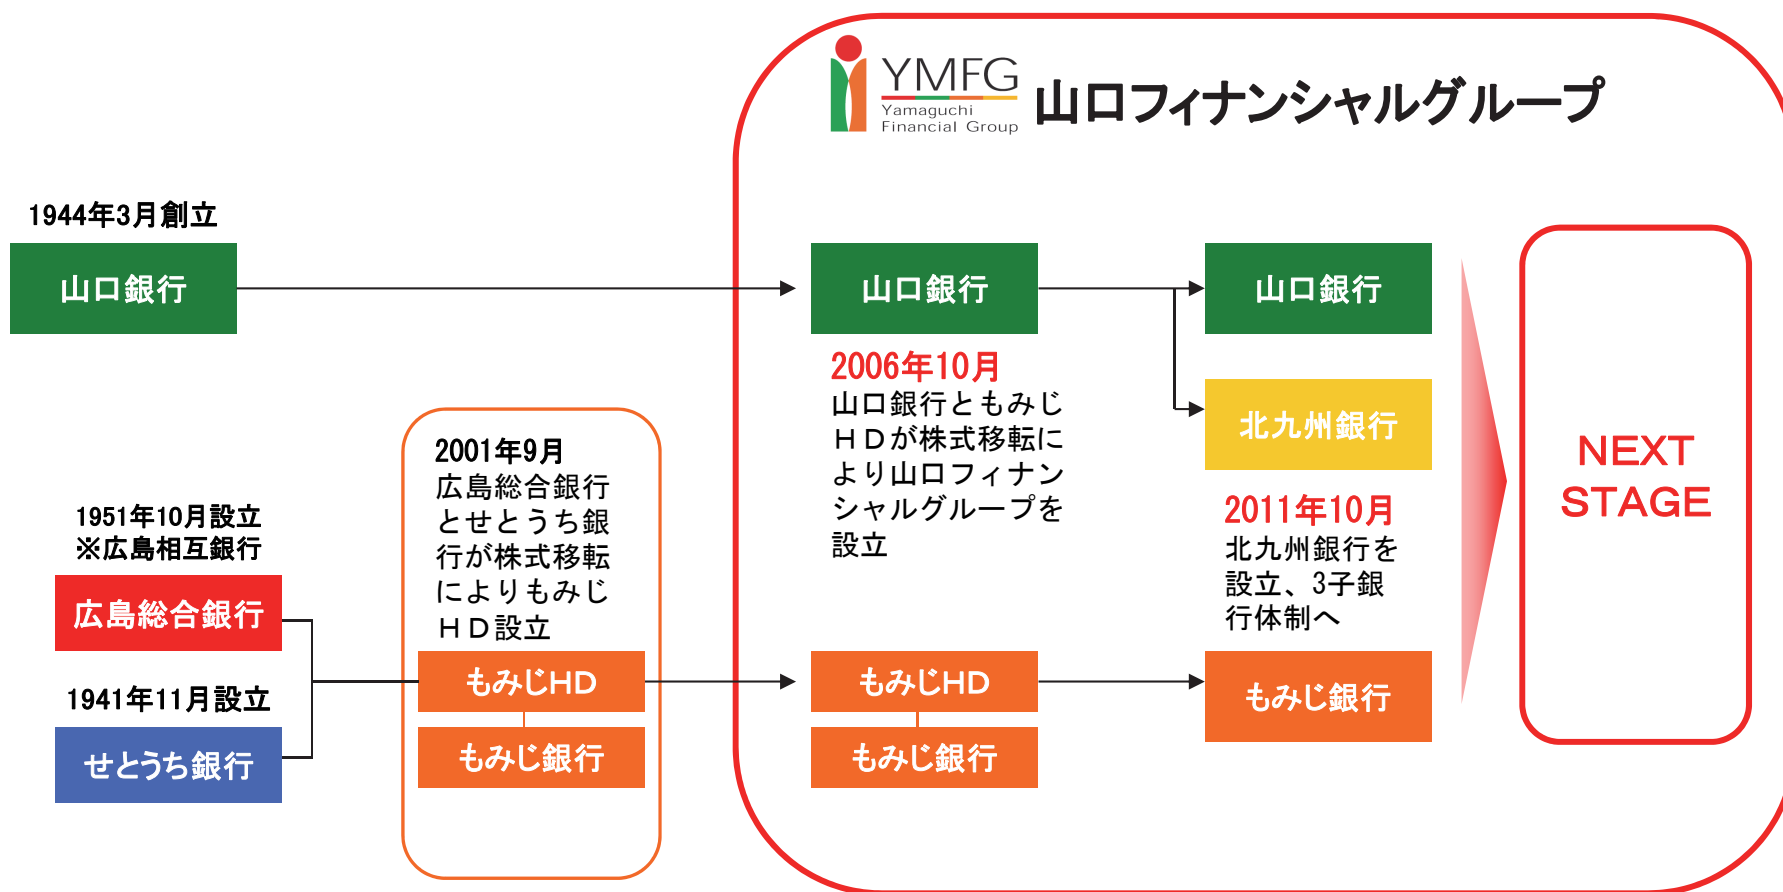 YMFG
Yamaguchi
Financial Group
山口フィナンシャルグループ
1944年3月創立
山口銀行
山口銀行
2006年10月
山口銀行ともみじ
ＨＤが株式移転に
より山口フィナン
シャルグループを
設立
山口銀行
北九州銀行
2011年10月
北九州銀行を
設立、3子銀
行体制へ
NEXT
STAGE
2001年9月
広島総合銀行
とせとうち銀
行が株式移転
によりもみじ
ＨＤ設立
1951年10月設立
※広島相互銀行
広島総合銀行
1941年11月設立
せとうち銀行
もみじHD
もみじ銀行
もみじHD
もみじ銀行
もみじ銀行